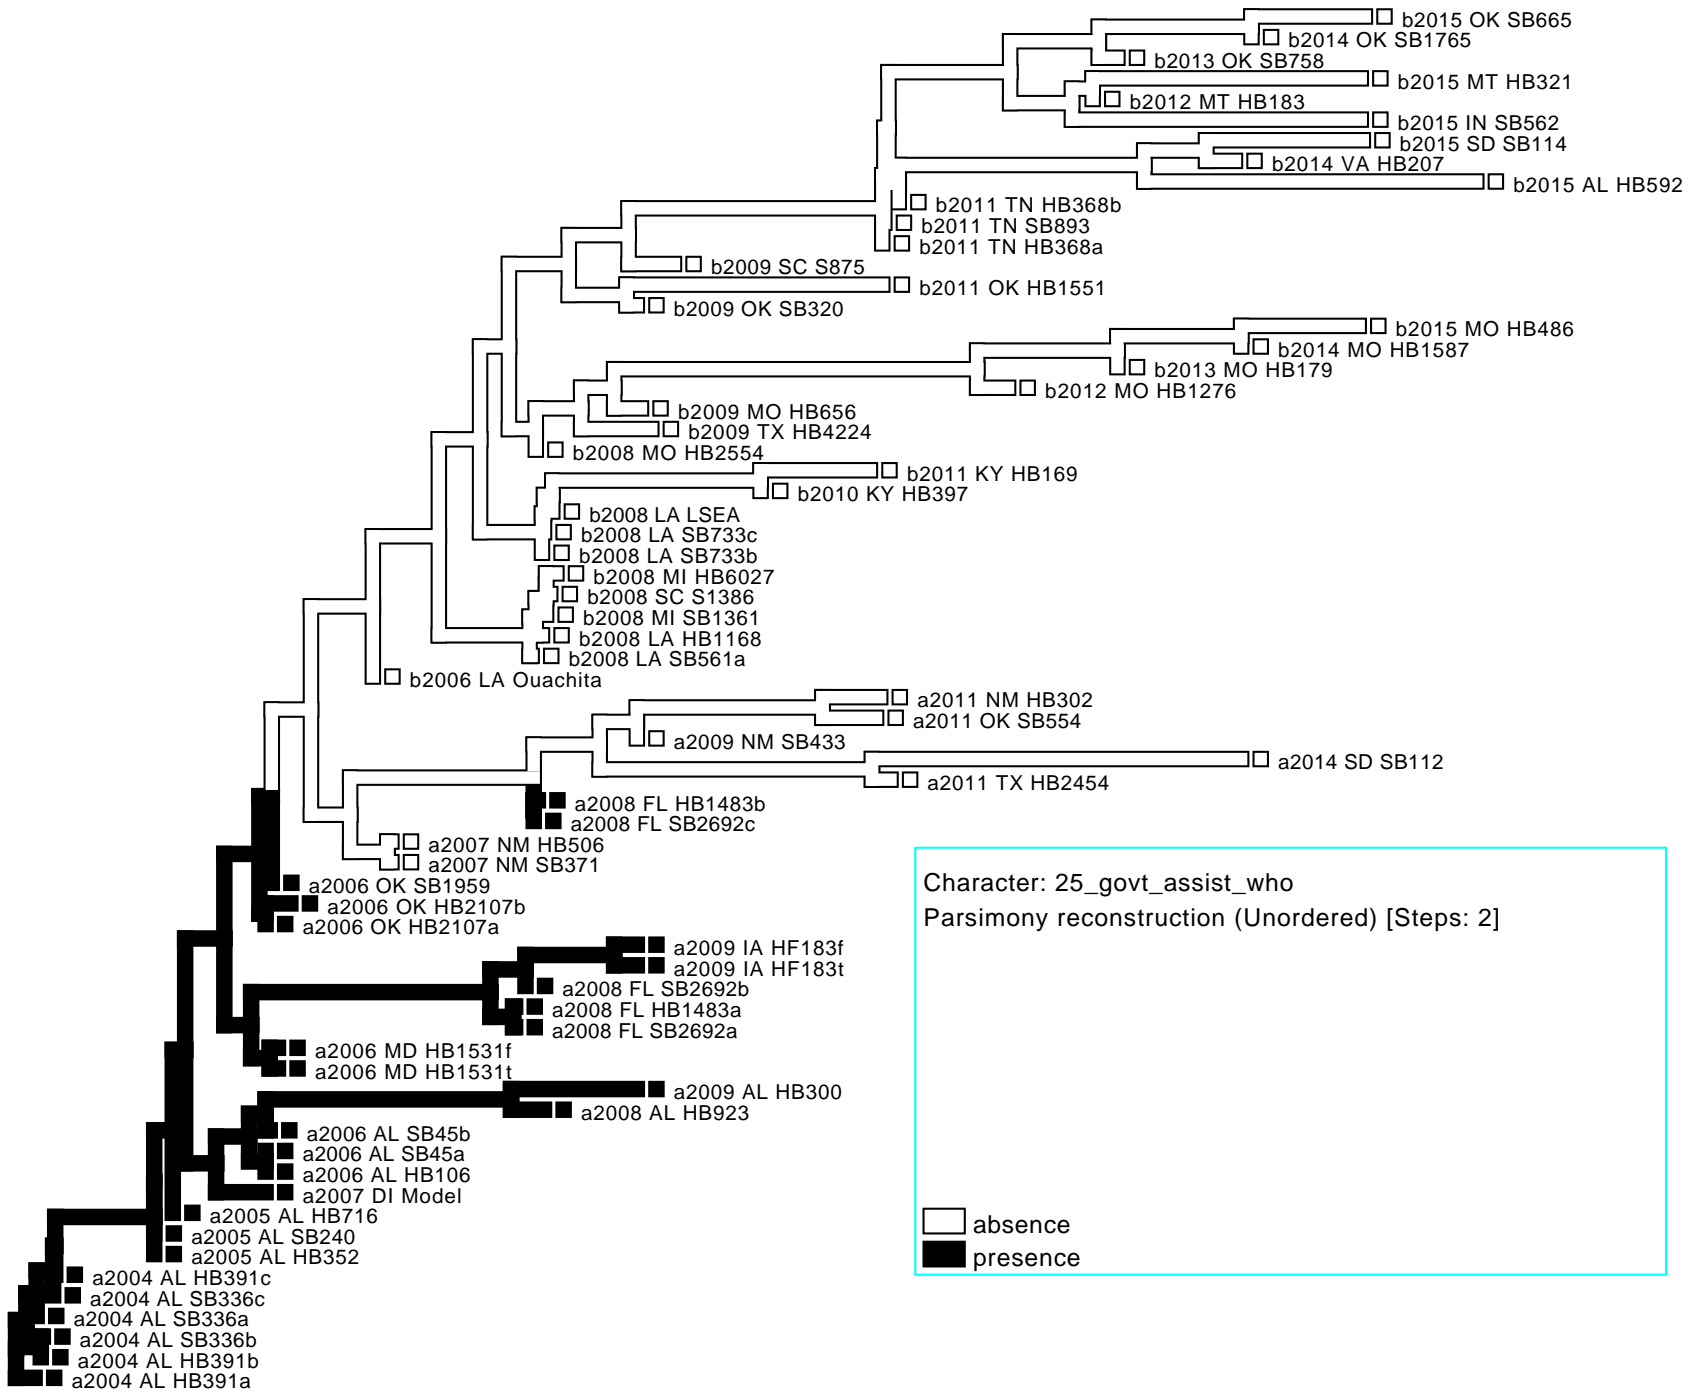 b2015 OK SB665
b2014 OK SB1765
b2013 OK SB758
b2015 MT HB321
b2012 MT HB183
b2015 IN SB562
b2015 SD SB114
b2014 VA HB207
b2015 AL HB592
b2011 TN HB368b
b2011 TN SB893
b2011 TN HB368a
b2009 SC S875
b2011 OK HB1551
b2009 OK SB320
b2015 MO HB486
b2014 MO HB1587
b2013 MO HB179
b2012 MO HB1276
b2009 MO HB656
b2009 TX HB4224
b2008 MO HB2554
b2011 KY HB169
b2010 KY HB397
b2008 LA LSEA
b2008 LA SB733c
b2008 LA SB733b
b2008 MI HB6027
b2008 SC S1386
b2008 MI SB1361
b2008 LA HB1168
b2008 LA SB561a
b2006 LA Ouachita
a2011 NM HB302
a2011 OK SB554
a2009 NM SB433
a2014 SD SB112
a2011 TX HB2454
a2008 FL HB1483b
a2008 FL SB2692c
a2007 NM HB506
a2007 NM SB371
a2006 OK SB1959
a2006 OK HB2107b
a2006 OK HB2107a
a2009 IA HF183f
a2009 IA HF183t
a2008 FL SB2692b
a2008 FL HB1483a
a2008 FL SB2692a
a2006 MD HB1531f
a2006 MD HB1531t
a2009 AL HB300
a2008 AL HB923
a2006 AL SB45b
a2006 AL SB45a
a2006 AL HB106
a2007 DI Model
a2005 AL HB716
a2005 AL SB240
a2005 AL HB352
a2004 AL HB391c
a2004 AL SB336c
a2004 AL SB336a
a2004 AL SB336b
a2004 AL HB391b
a2004 AL HB391a
Character: 25_govt_assist_who
Parsimony reconstruction (Unordered) [Steps: 2]
absence
presence